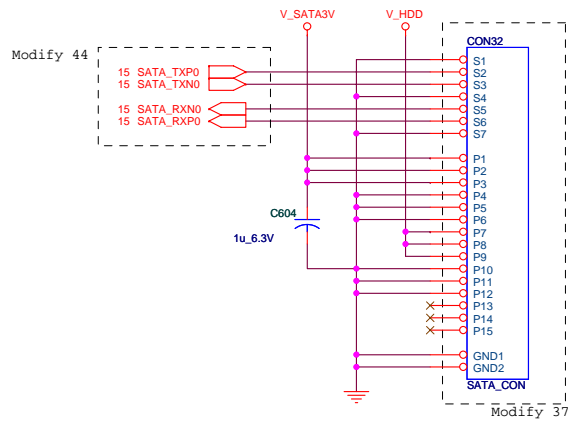 V_SATA3V
V_HDD
Modify 44
CON32
15 SATA_TXP0
15 SATA_TXN0
15 SATA_RXN0
15 SATA_RXP0
S1
S2
S3
S4
S5
S6
S7
P1
P2
P3
P4
P5
P6
P7
P8
P9
P10
P11
P12
P13
P14
P15
GND1
GND2
C604
1u_6.3V
SATA_CON
Modify 37